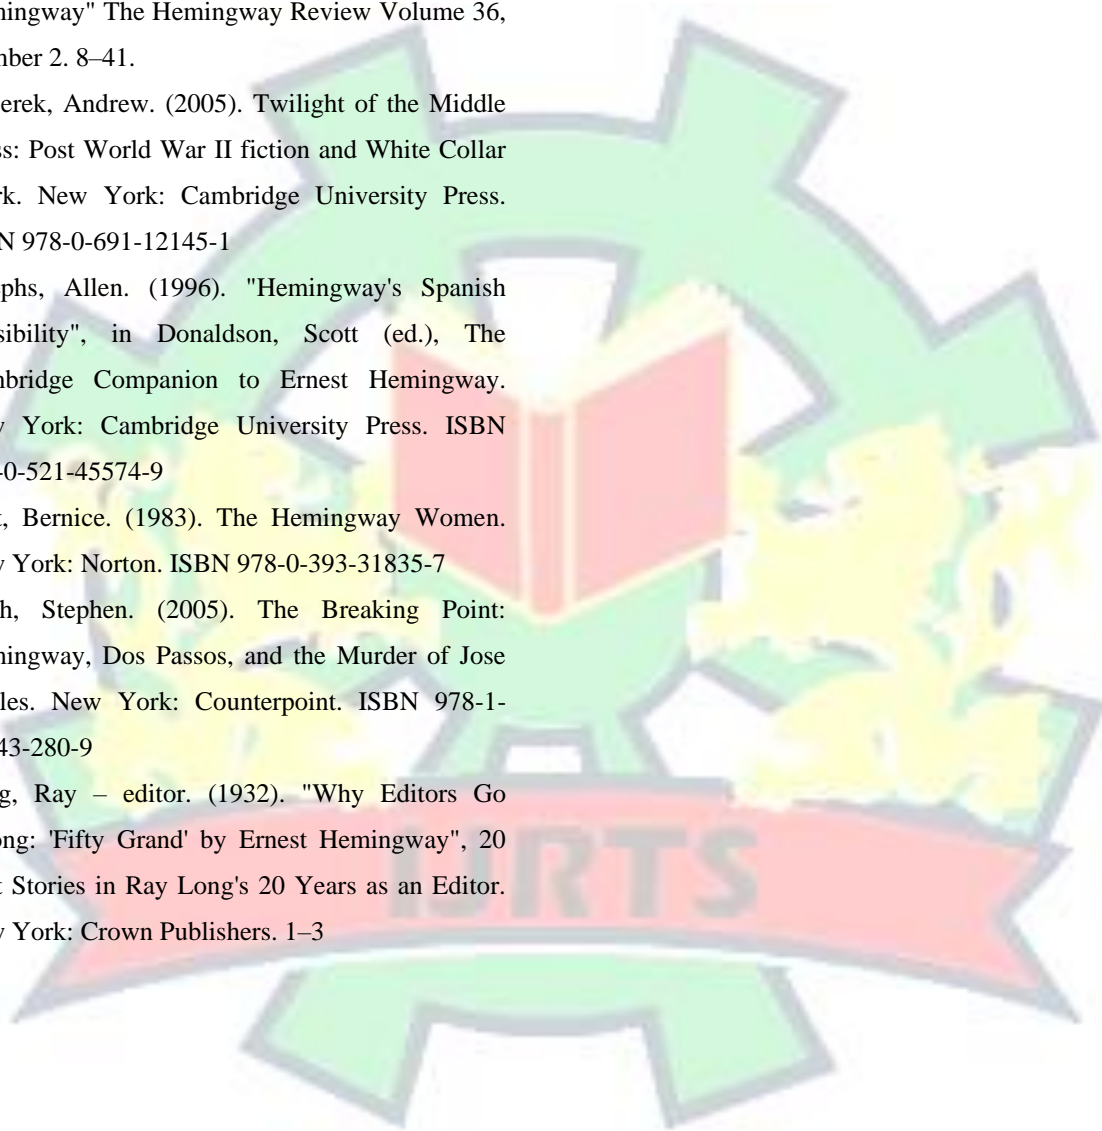 mingway" The Hemingway Review Volume 36,
mber 2. 8–41.
erek, Andrew. (2005). Twilight of the Middle
ss: Post World War II fiction and White Collar
rk. New York: Cambridge University Press.
N 978-0-691-12145-1
phs, Allen. (1996). "Hemingway's Spanish
sibility", in Donaldson, Scott (ed.), The
mbridge Companion to Ernest Hemingway.
w York: Cambridge University Press. ISBN
-0-521-45574-9
t, Bernice. (1983). The Hemingway Women.
w York: Norton. ISBN 978-0-393-31835-7
h, Stephen. (2005). The Breaking Point:
mingway, Dos Passos, and the Murder of Jose
les. New York: Counterpoint. ISBN 978-1-
43-280-9
g, Ray – editor. (1932). "Why Editors Go
ong: 'Fifty Grand' by Ernest Hemingway", 20
t Stories in Ray Long's 20 Years as an Editor.
w York: Crown Publishers. 1–3
IJRTS